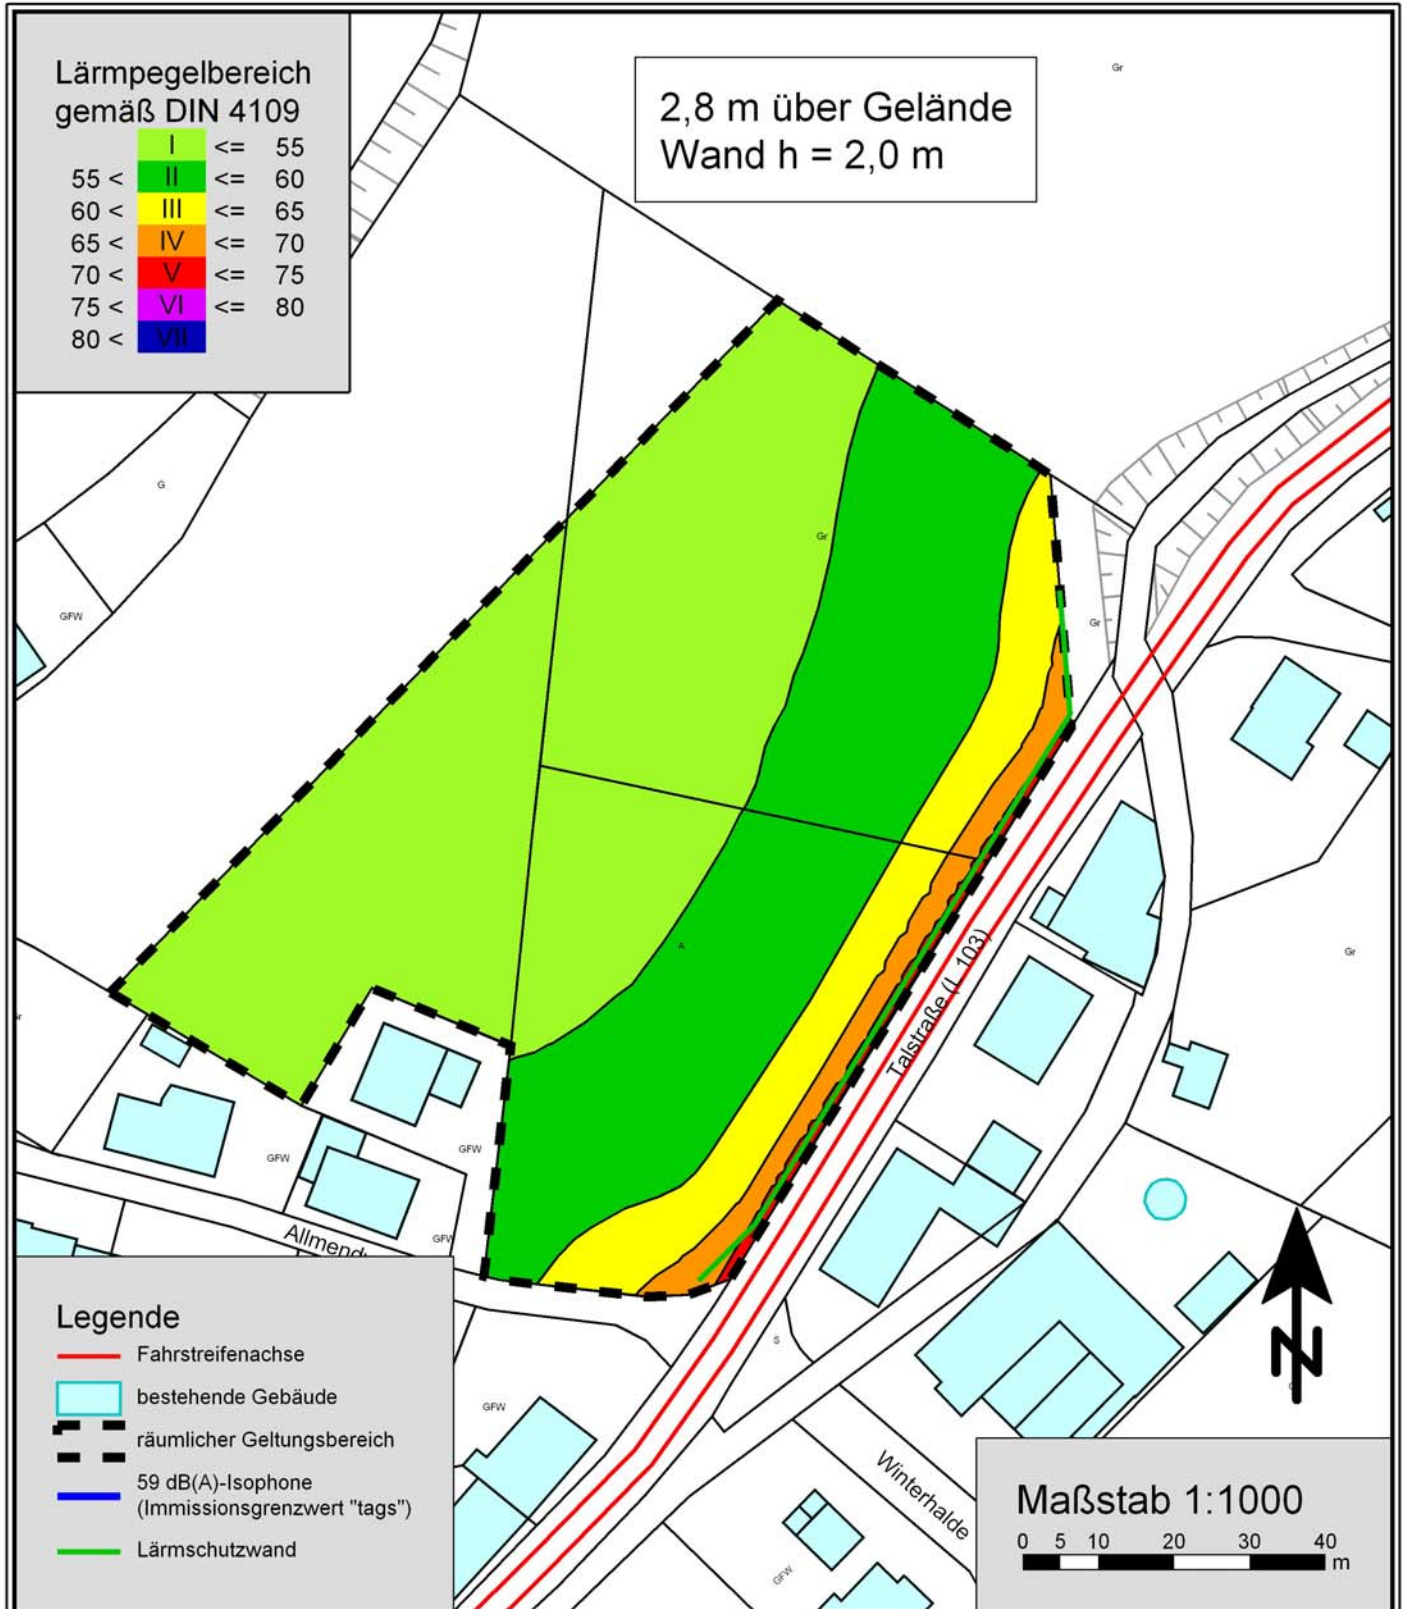 Lärmpegelbereich
gemäß DIN 4109
I <= 55
55 < II <= 60
60 < III <= 65
65 < IV <= 70
70 < V <= 75
75 < VI <= 80
80 < VII
2,8 m über Gelände
Wand h = 2,0 m
Gr
G
Gr
GFW
Gr
A
Gr
Talstraße (L 103)
GFW
GFW
GFW
Allmend
S
GFW
Winterhalde
GFW
N
Legende
Fahrstreifenachse
bestehende Gebäude
räumlicher Geltungsbereich
59 dB(A)-Isophone
(Immissionsgrenzwert "tags")
Lärmschutzwand
Maßstab 1:1000
0 5 10 20 30 40
m